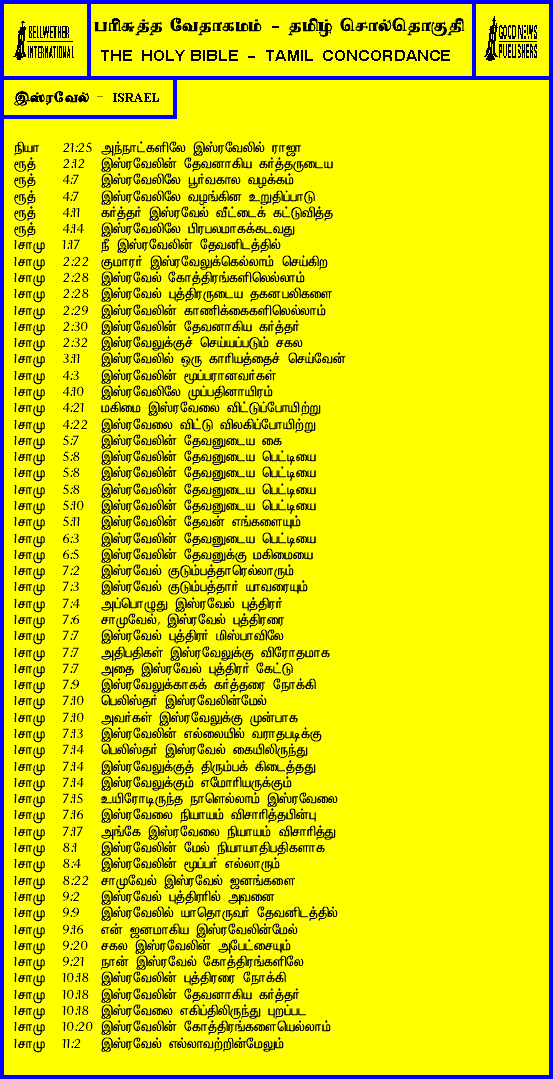 BELLWETHER
INTERNATIONAL
பரிசுத்த வேதாகமம் - தமிழ் சொல்தொகுதி
THE HOLY BIBLE - TAMIL CONCORDANCE
GOOD NEWS
PUBLISHERS
இஸ்ரவேல் - ISRAEL
நியா 21:25 அந்நாட்களிலே இஸ்ரவேலில் ராஜா
ரூத் 2:12 இஸ்ரவேலின் தேவனாகிய கர்த்தருடைய
ரூத் 4:7 இஸ்ரவேலிலே பூர்வகால வழக்கம்
ரூத் 4:7 இஸ்ரவேலிலே வழங்கின உறுதிப்பாடு
ரூத் 4:11 கர்த்தர் இஸ்ரவேல் வீட்டைக் கட்டுவித்த
ரூத் 4:14 இஸ்ரவேலிலே பிரபலமாகக்கடவது
1சாமு 1:17 நீ இஸ்ரவேலின் தேவனிடத்தில்
1சாமு 2:22 குமாரர் இஸ்ரவேலுக்கெல்லாம் செய்கிற
1சாமு 2:28 இஸ்ரவேல் கோத்திரங்களிலெல்லாம்
1சாமு 2:28 இஸ்ரவேல் புத்திரருடைய தகனபலிகளை
1சாமு 2:29 இஸ்ரவேலின் காணிக்கைகளிலெல்லாம்
1சாமு 2:30 இஸ்ரவேலின் தேவனாகிய கர்த்தர்
1சாமு 2:32 இஸ்ரவேலுக்குச் செய்யப்படும் சகல
1சாமு 3:11 இஸ்ரவேலில் ஒரு காரியத்தைச் செய்வேன்
1சாமு 4:3 இஸ்ரவேலின் மூப்பரானவர்கள்
1சாமு 4:10 இஸ்ரவேலிலே முப்பதினாயிரம்
1சாமு 4:21 மகிமை இஸ்ரவேலை விட்டுப்போயிற்று
1சாமு 4:22 இஸ்ரவேலை விட்டு விலகிப்போயிற்று
1சாமு 5:7 இஸ்ரவேலின் தேவனுடைய கை
1சாமு 5:8 இஸ்ரவேலின் தேவனுடைய பெட்டியை
1சாமு 5:8 இஸ்ரவேலின் தேவனுடைய பெட்டியை
1சாமு 5:8 இஸ்ரவேலின் தேவனுடைய பெட்டியை
1சாமு 5:10 இஸ்ரவேலின் தேவனுடைய பெட்டியை
1சாமு 5:11 இஸ்ரவேலின் தேவன் எங்களையும்
1சாமு 6:3 இஸ்ரவேலின் தேவனுடைய பெட்டியை
1சாமு 6:5 இஸ்ரவேலின் தேவனுக்கு மகிமையை
1சாமு 7:2 இஸ்ரவேல் குடும்பத்தாரெல்லாரும்
1சாமு 7:3 இஸ்ரவேல் குடும்பத்தார் யாவரையும்
1சாமு 7:4 அப்பொழுது இஸ்ரவேல் புத்திரர்
1சாமு 7:6 சாமுவேல், இஸ்ரவேல் புத்திரரை
1சாமு 7:7 இஸ்ரவேல் புத்திரர் மிஸ்பாவிலே
1சாமு 7:7 அதிபதிகள் இஸ்ரவேலுக்கு விரோதமாக
1சாமு 7:7 அதை இஸ்ரவேல் புத்திரர் கேட்டு
1சாமு 7:9 இஸ்ரவேலுக்காகக் கர்த்தரை நோக்கி
1சாமு 7:10 பெலிஸ்தர் இஸ்ரவேலின்மேல்
1சாமு 7:10 அவர்கள் இஸ்ரவேலுக்கு முன்பாக
1சாமு 7:13 இஸ்ரவேலின் எல்லையில் வராதபடிக்கு
1சாமு 7:14 பெலிஸ்தர் இஸ்ரவேல் கையிலிருந்து
1சாமு 7:14 இஸ்ரவேலுக்குத் திரும்பக் கிடைத்தது
1சாமு 7:14 இஸ்ரவேலுக்கும் எமோரியருக்கும்
1சாமு 7:15 உயிரோடிருந்த நாளெல்லாம் இஸ்ரவேலை
1சாமு 7:16 இஸ்ரவேலை நியாயம் விசாரித்தபின்பு
1சாமு 7:17 அங்கே இஸ்ரவேலை நியாயம் விசாரித்து
1சாமு 8:1 இஸ்ரவேலின் மேல் நியாயாதிபதிகளாக
1சாமு 8:4 இஸ்ரவேலின் மூப்பர் எல்லாரும்
1சாமு 8:22 சாமுவேல் இஸ்ரவேல் ஜனங்களை
1சாமு 9:2 இஸ்ரவேல் புத்திரரில் அவனை
1சாமு 9:9 இஸ்ரவேலில் யாதொருவர் தேவனிடத்தில்
1சாமு 9:16 என் ஜனமாகிய இஸ்ரவேலின்மேல்
1சாமு 9:20 சகல இஸ்ரவேலின் அபேட்சையும்
1சாமு 9:21 நான் இஸ்ரவேல் கோத்திரங்களிலே
1சாமு 10:18 இஸ்ரவேலின் புத்திரரை நோக்கி
1சாமு 10:18 இஸ்ரவேலின் தேவனாகிய கர்த்தர்
1சாமு 10:18 இஸ்ரவேலை எகிப்திலிருந்து புறப்பட
1சாமு 10:20 இஸ்ரவேலின் கோத்திரங்களையெல்லாம்
1சாமு 11:2 இஸ்ரவேல் எல்லாவற்றின்மேலும்